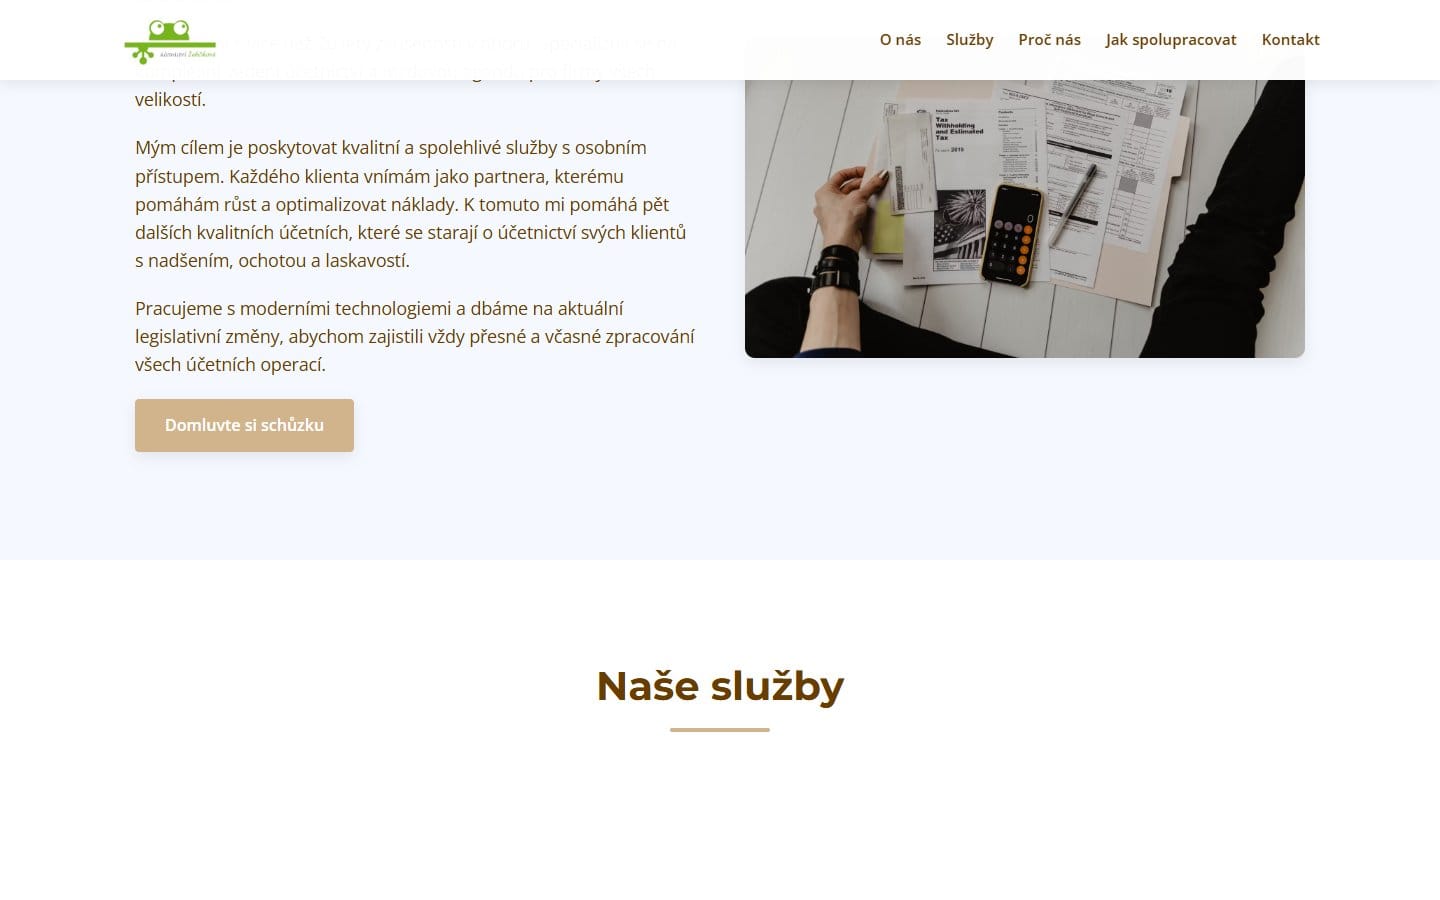 O nás Služby Proč nás Jak spolupracovat Kontakt
velikostí.
Mým cílem je poskytovat kvalitní a spolehlivé služby s osobním
přístupem. Každého klienta vnímám jako partnera, kterému
pomáhám růst a optimalizovat náklady. K tomuto mi pomáhá pět
dalších kvalitních účetních, které se starají o účetnictví svých klientů
s nadšením, ochotou a laskavostí.
Pracujeme s moderními technologiemi a dbáme na aktuální
legislativní změny, abychom zajistili vždy přesné a včasné zpracování
všech účetních operací.
Domluvte si schůzku
Tax
Withholding
and Estimated
Tax
Naše služby